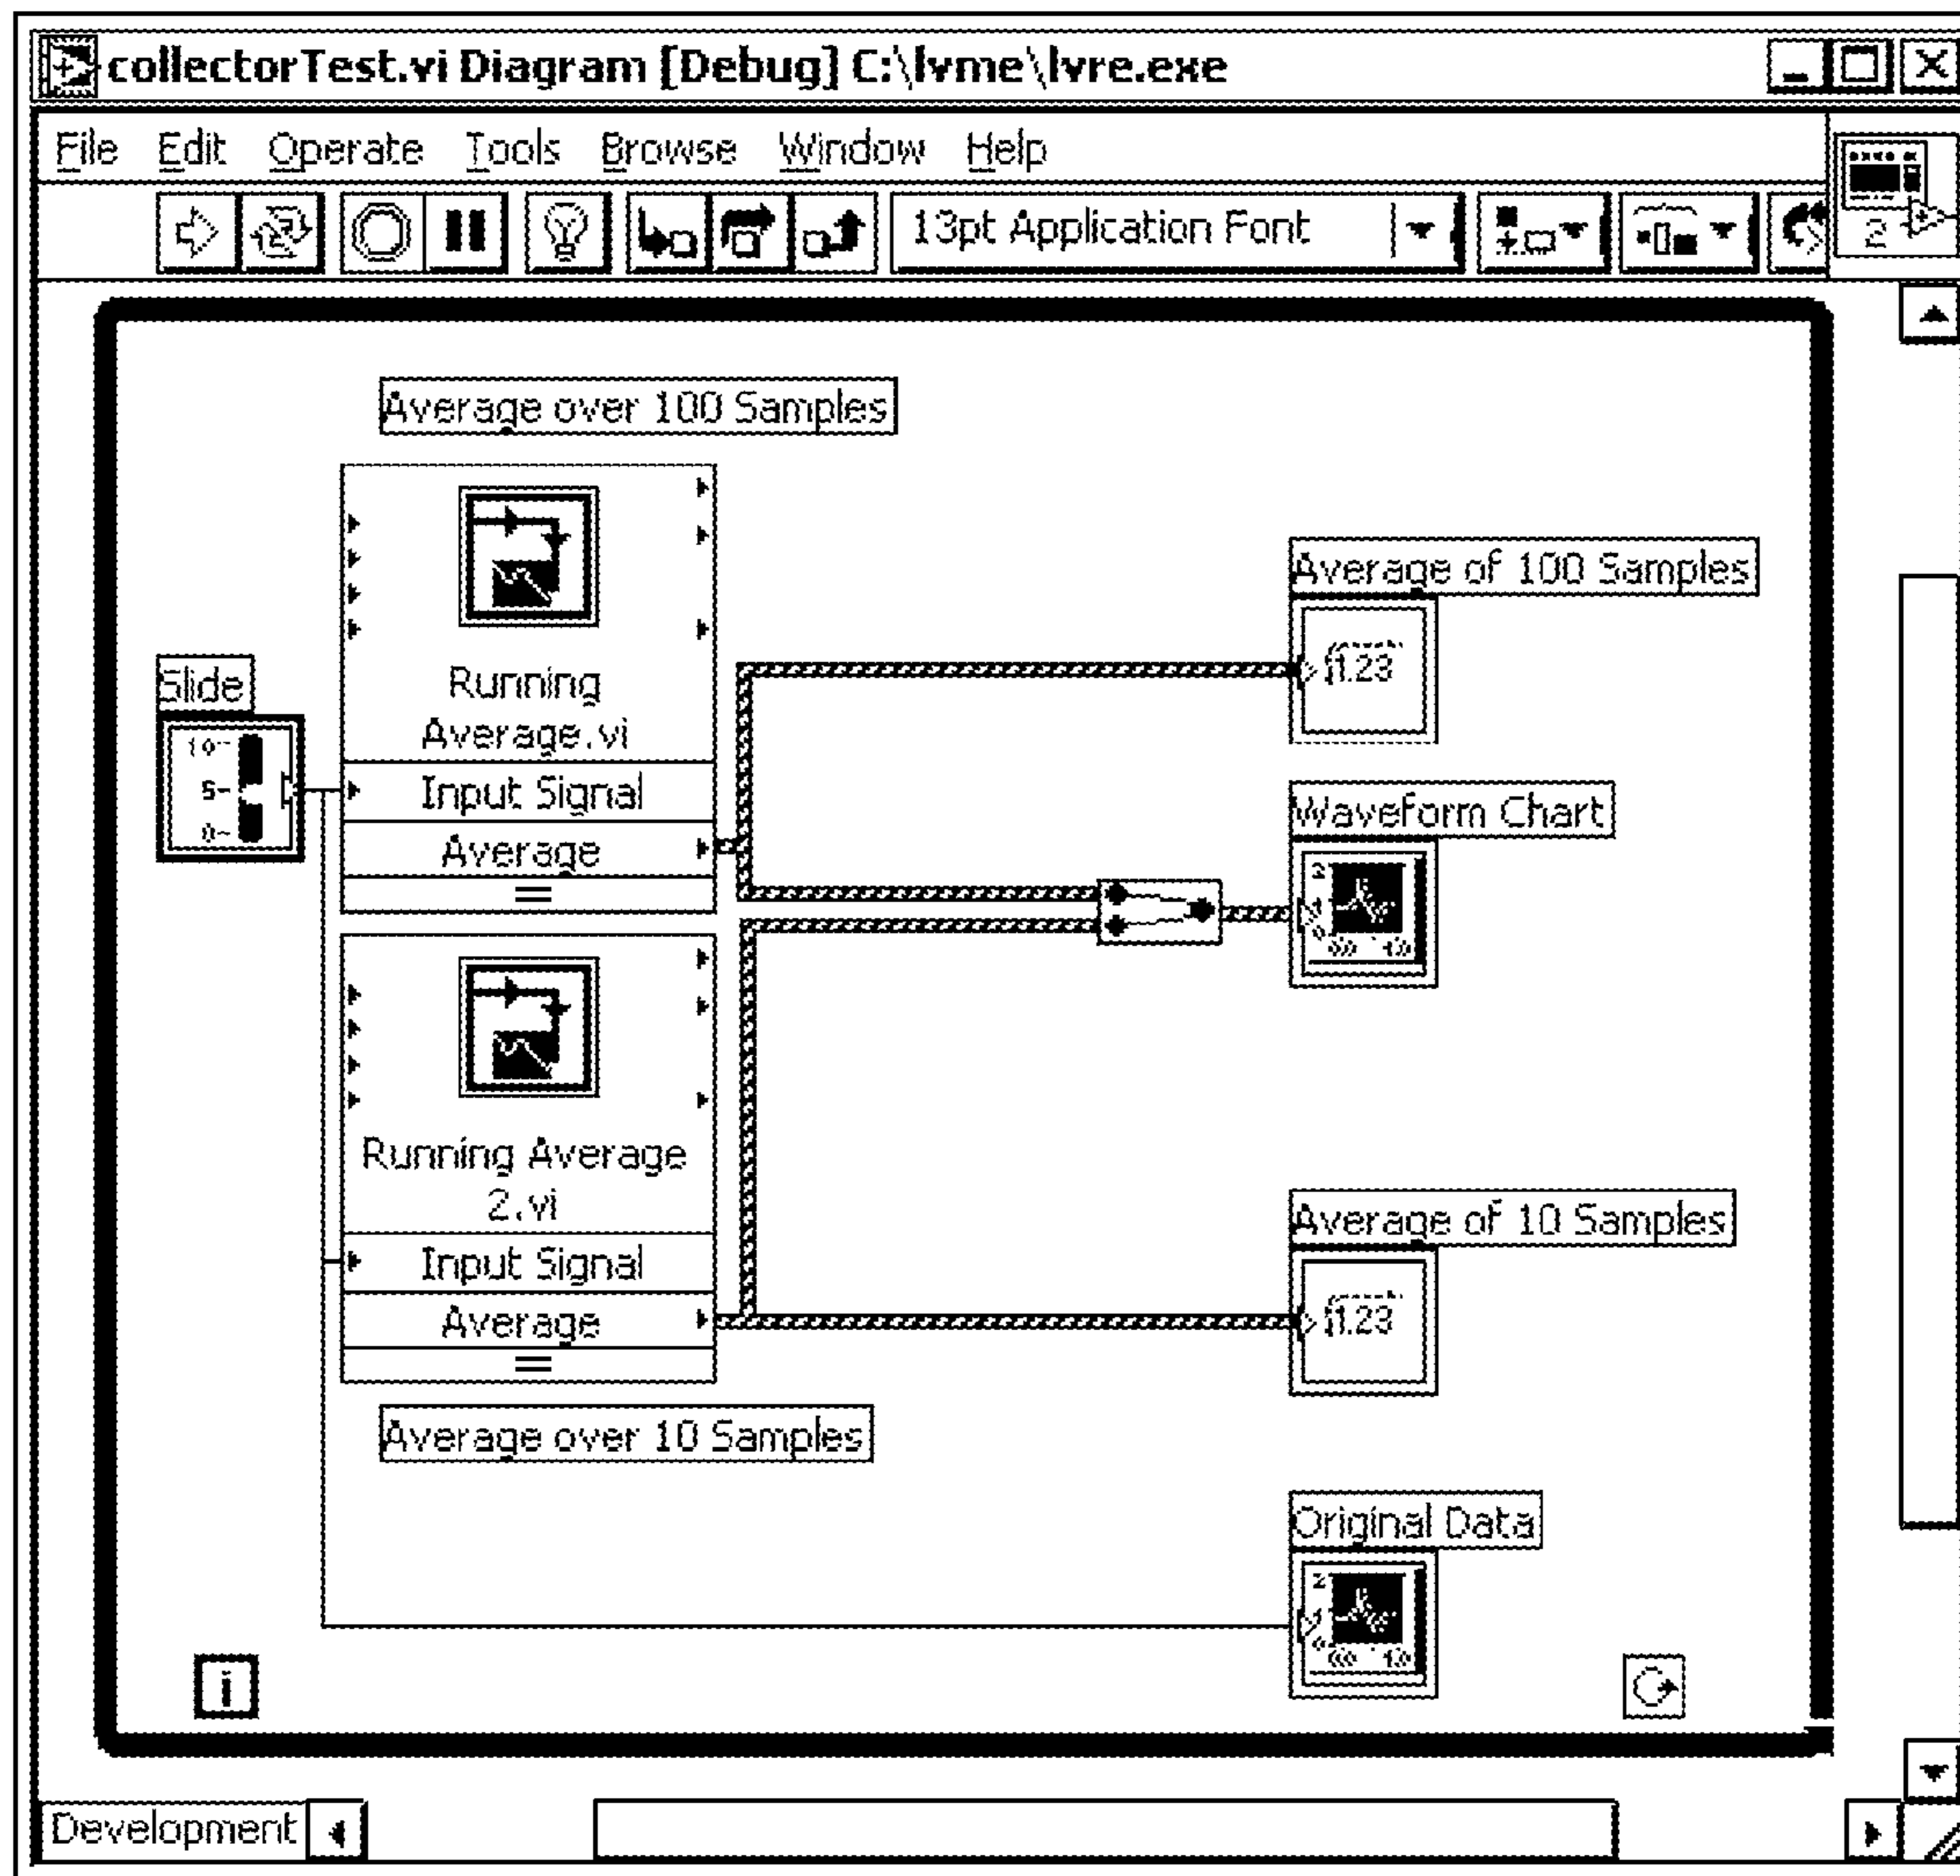 collectorTest.vi Diagram [Debug] C:\lvme\lvre.exe
File Edit Operate Tools Browse Window Help
13pt Application Font
2
Average over 100 Samples
Running
Average.vi
Input Signal
Average
Slide
10
5
0
Average of 100 Samples
1.23
Waveform Chart
2
Running Average
2.vi
Input Signal
Average
Average of 10 Samples
1.23
Average over 10 Samples
Original Data
2
i
Development